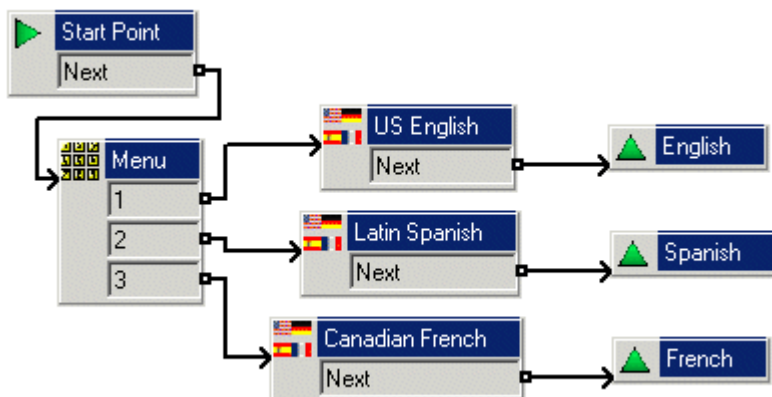 Start Point
Next
Menu
1
2
3
US English
Next
English
Latin Spanish
Next
Spanish
Canadian French
Next
French